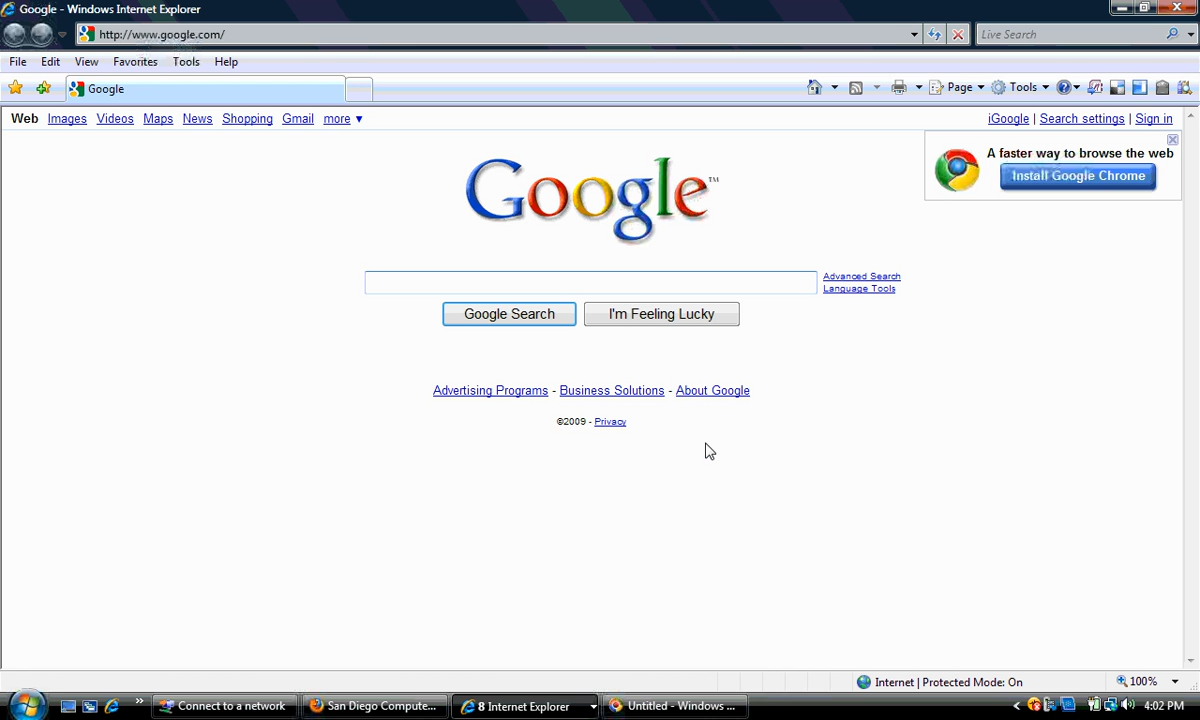 Google - Windows Internet Explorer
http://www.google.com/
Live Search
File Edit View Favorites Tools Help
Google
Page Tools
Web Images Videos Maps News Shopping Gmail more ▼
iGoogle | Search settings | Sign in
A faster way to browse the web
Install Google Chrome
Google™
Advanced Search
Language Tools
Google Search I'm Feeling Lucky
Advertising Programs - Business Solutions - About Google
©2009 - Privacy
Internet | Protected Mode: On
100%
Connect to a network San Diego Compute... 8 Internet Explorer Untitled - Windows ... 4:02 PM